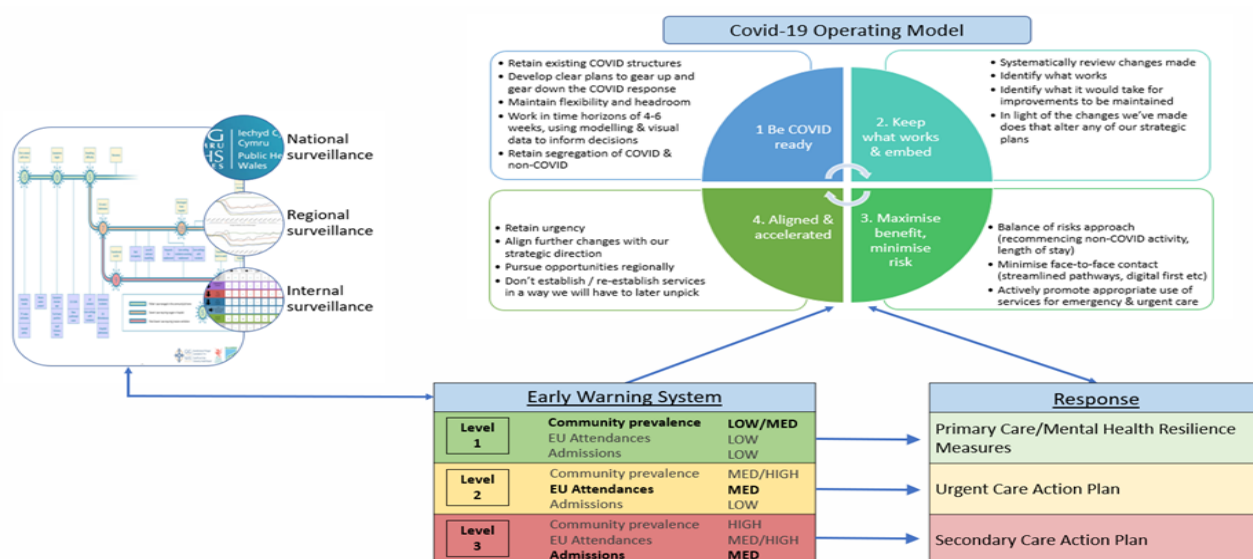 Covid-19 Operating Model
• Retain existing COVID structures
• Develop clear plans to gear up and
gear down the COVID response
• Maintain flexibility and headroom
• Work in time horizons of 4-6
weeks, using modelling & visual
data to inform decisions
• Retain segregation of COVID &
non-COVID
• Systematically review changes made
• Identify what works
• Identify what it would take for
improvements to be maintained
• In light of the changes we've made
does that alter any of our strategic
plans
1 Be COVID
ready
2. Keep
what works
& embed
4. Aligned &
accelerated
3. Maximise
benefit,
minimise
risk
• Retain urgency
• Align further changes with our
strategic direction
• Pursue opportunities regionally
• Don't establish / re-establish services
in a way we will have to later unpick
• Balance of risks approach
(recommencing non-COVID activity,
length of stay)
• Minimise face-to-face contact
(streamlined pathways, digital first etc)
• Actively promote appropriate use of
services for emergency & urgent care
Iechyd
Cymru
Public
Wales
National
surveillance
Regional
surveillance
Internal
surveillance
Early Warning System
Level
1
Community prevalence LOW/MED
EU Attendances LOW
Admissions LOW
Level
2
Community prevalence MED/HIGH
EU Attendances MED
Admissions LOW
Level
3
Community prevalence HIGH
EU Attendances MED/HIGH
Admissions MED
Response
Primary Care/Mental Health Resilience
Measures
Urgent Care Action Plan
Secondary Care Action Plan